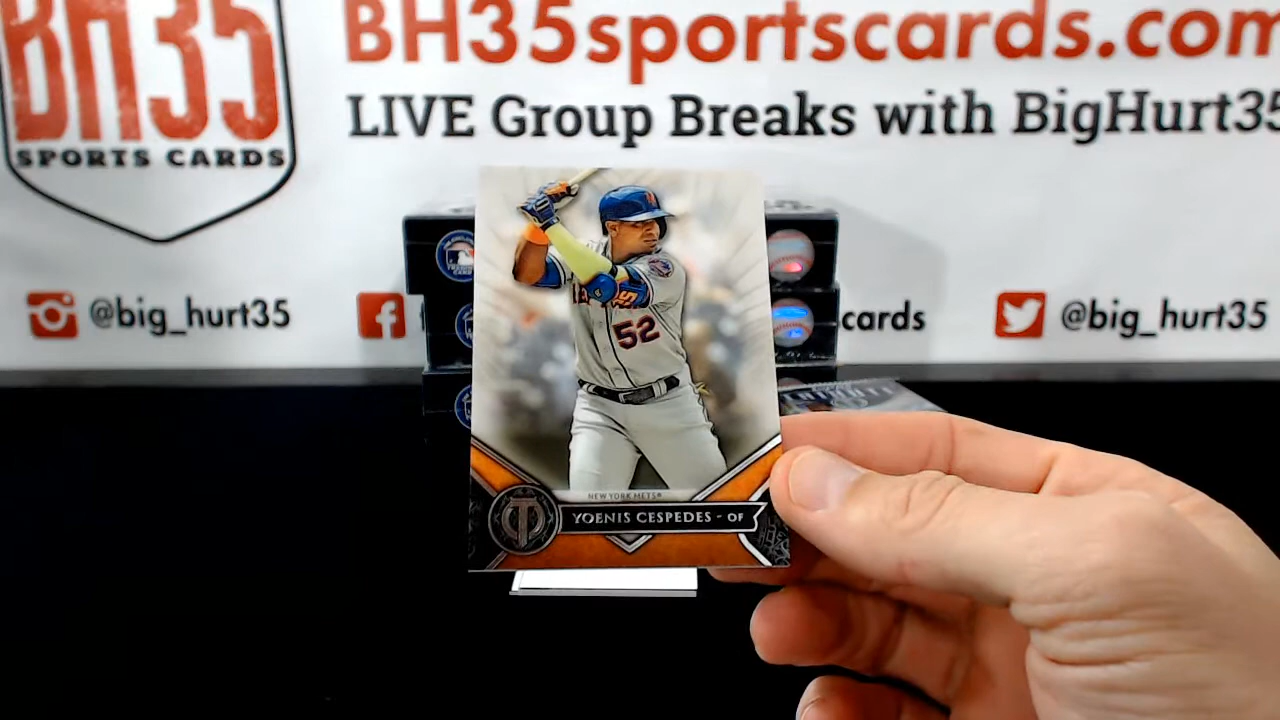 BH35
SPORTS CARDS
BH35sportscards.com
LIVE Group Breaks with BigHurt35
@big_hurt35
f
cards
@big_hurt35
52
NEW YORK METS®
YOENIS CESPEDES - OF
T